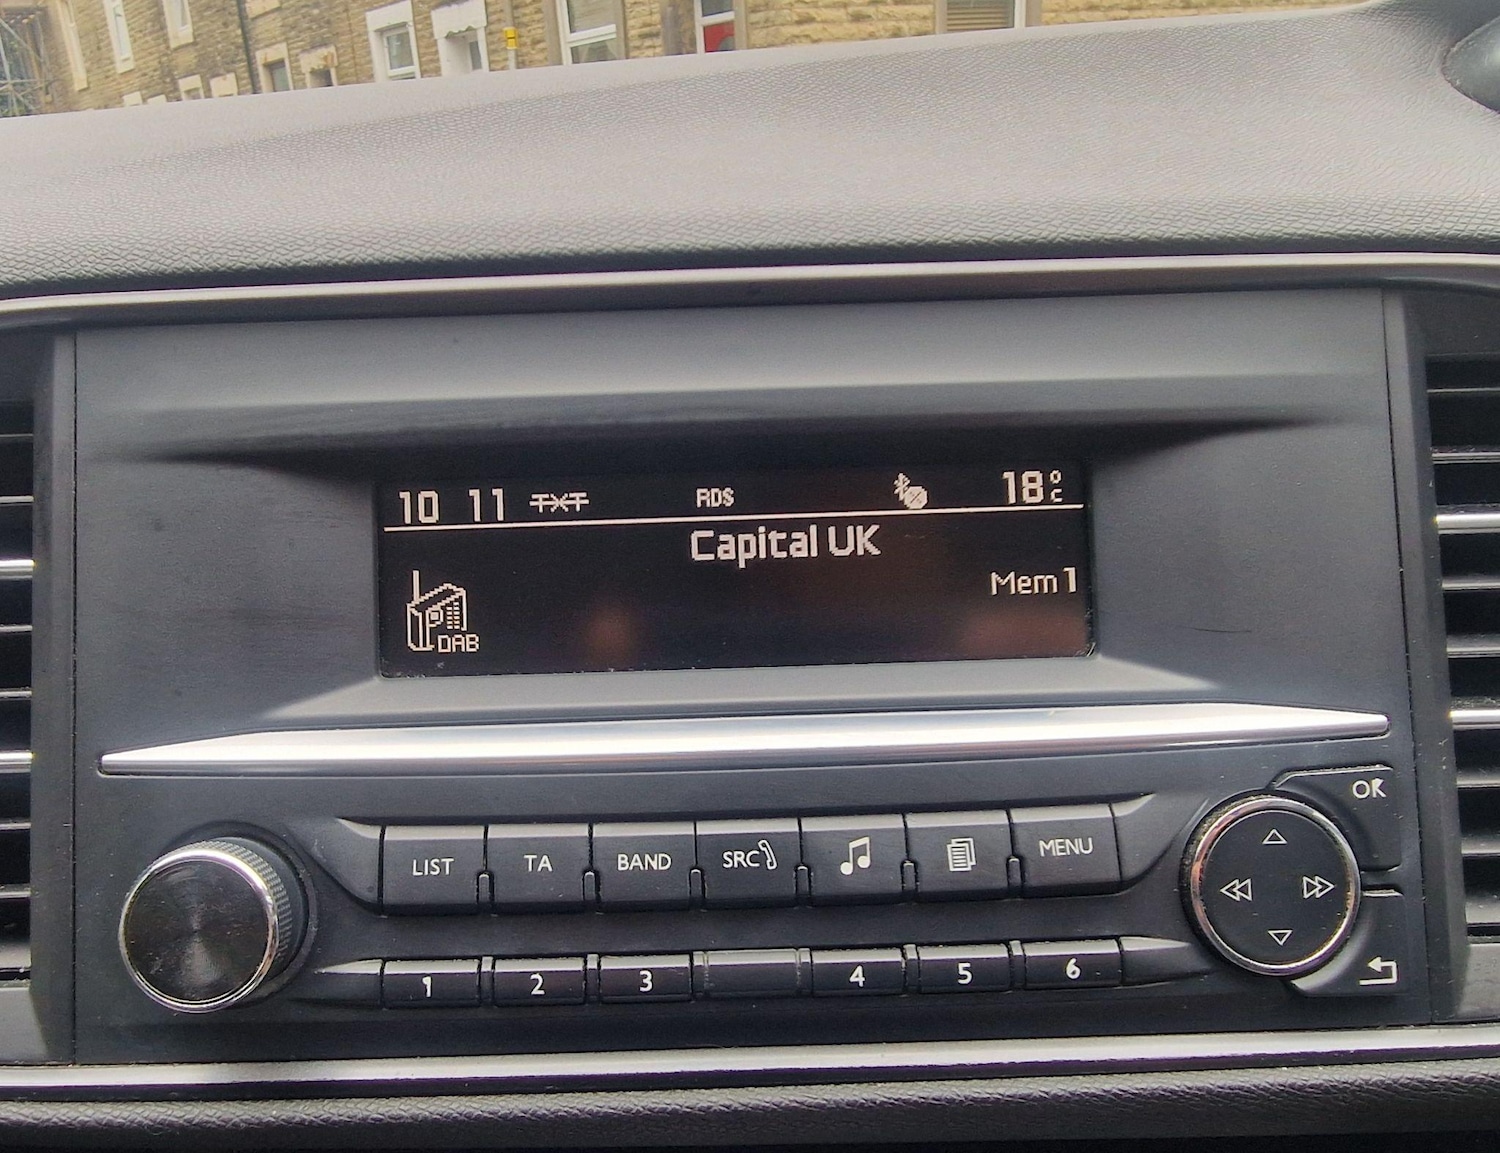 10 11 TXT RDS 18°C
Capital UK
Mem 1
DAB
OK
LIST TA BAND SRC MENU
1 2 3 4 5 6